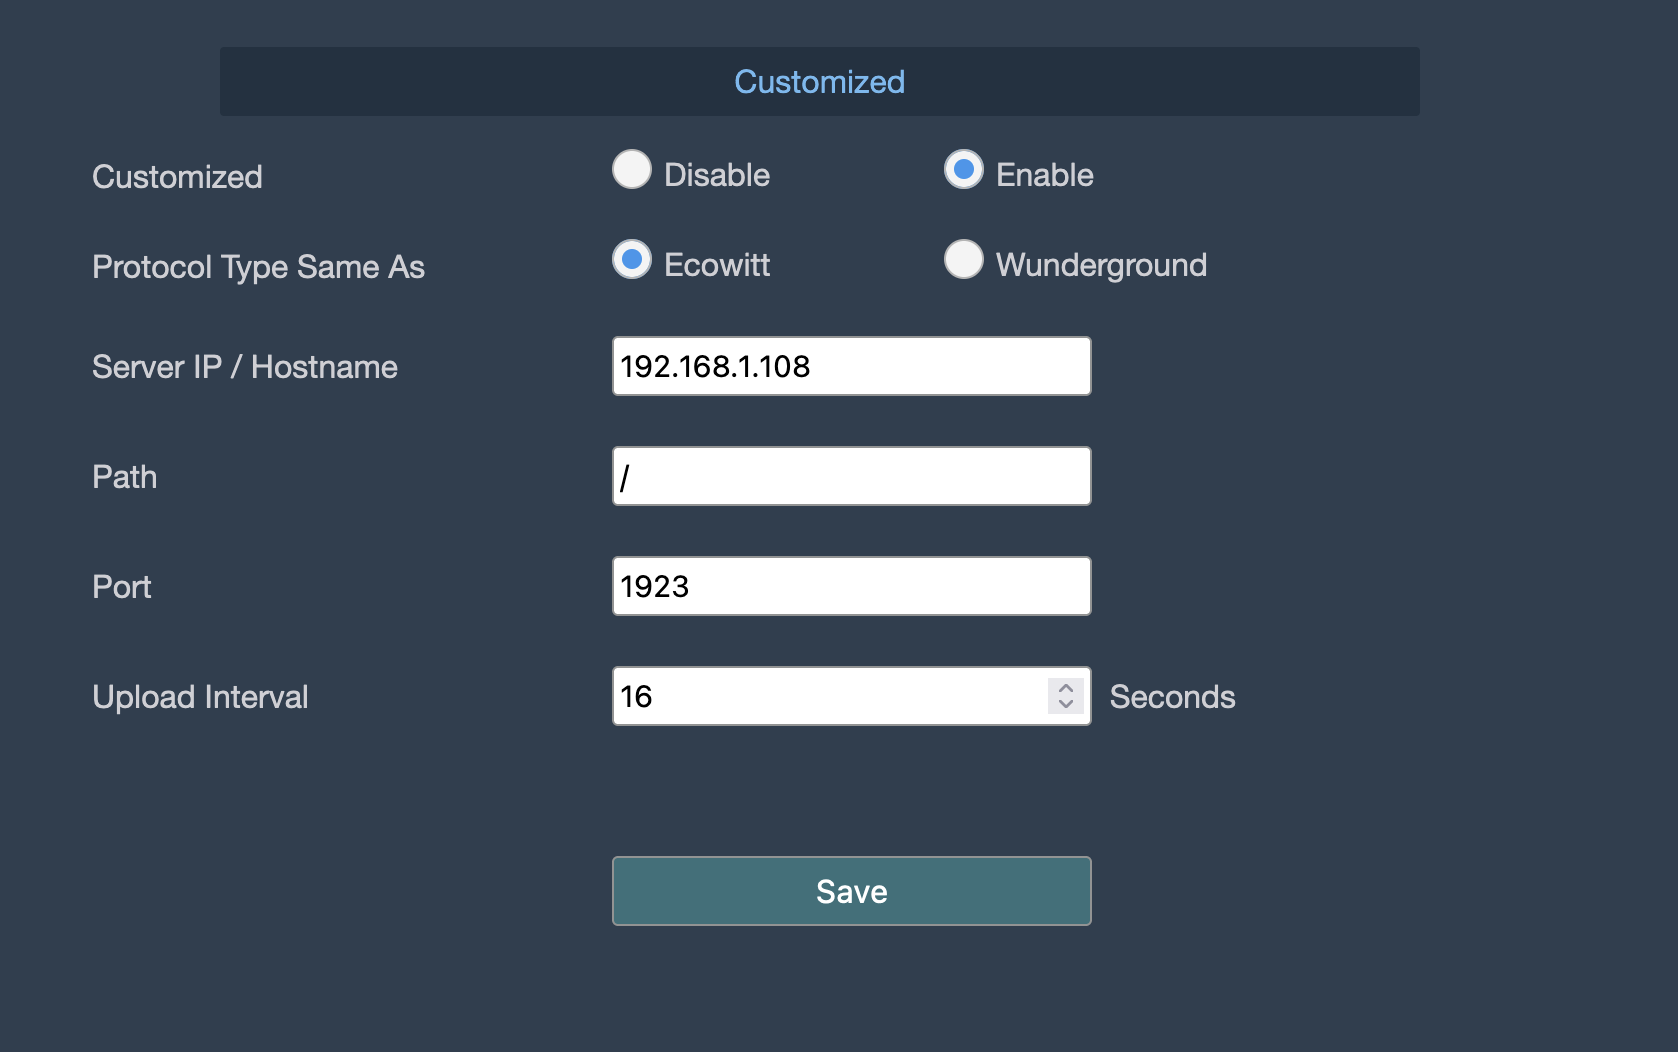 Customized
Customized Disable Enable
Protocol Type Same As Ecowitt Wunderground
Server IP / Hostname 192.168.1.108
Path /
Port 1923
Upload Interval 16 Seconds
Save